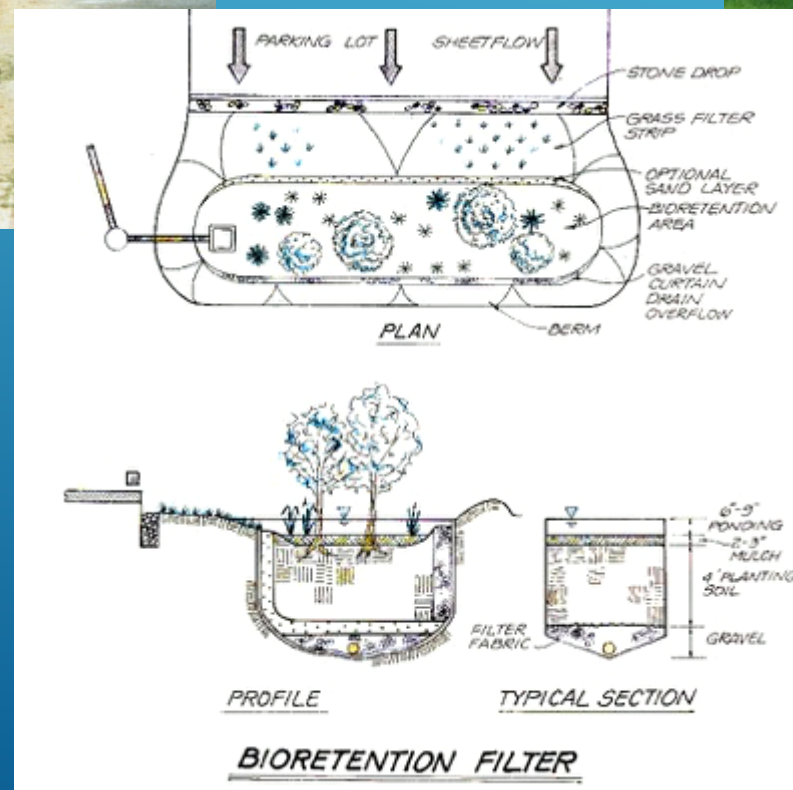 PARKING LOT SHEETFLOW
STONE DROP
GRASS FILTER
STRIP
OPTIONAL
SAND LAYER
BIORETENTION
AREA
GRAVEL
CURTAIN
DRAIN
OVERFLOW
BERM
PLAN
6"-9"
PONDING
2-3"
MULCH
4' PLANTING
SOIL
GRAVEL
FILTER
FABRIC
PROFILE
TYPICAL SECTION
BIORETENTION FILTER